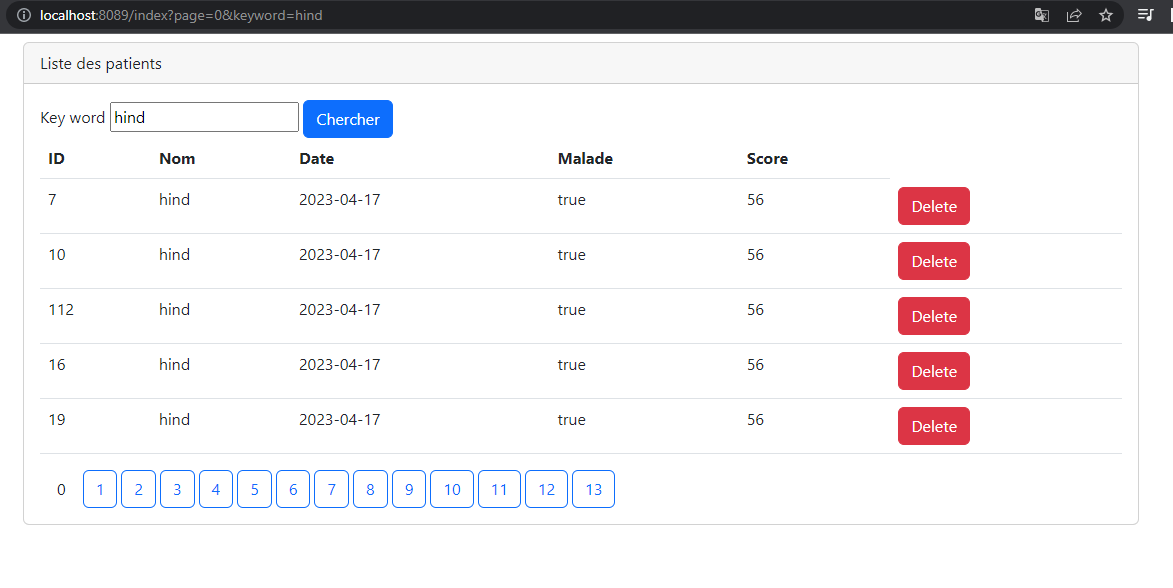 localhost:8089/index?page=0&keyword=hind
Liste des patients
Key word hind Chercher
ID Nom Date Malade Score
7 hind 2023-04-17 true 56 Delete
10 hind 2023-04-17 true 56 Delete
112 hind 2023-04-17 true 56 Delete
16 hind 2023-04-17 true 56 Delete
19 hind 2023-04-17 true 56 Delete
0 1 2 3 4 5 6 7 8 9 10 11 12 13